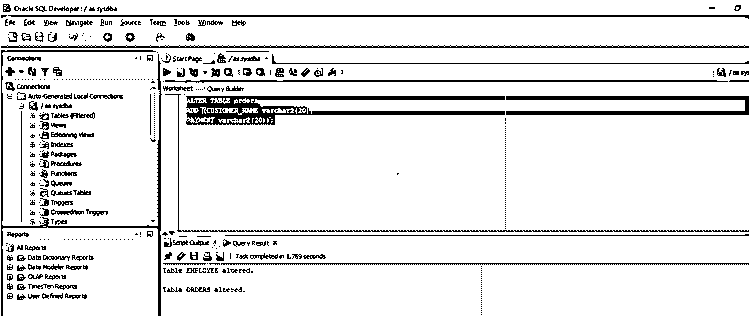 Oracle SQL Developer : / as sysdba
File Edit View Navigate Run Source Team Tools Window Help
Connections
Start Page / as sysdba
/ as sysdba
Connections
Worksheet Query Builder
Auto-Generated Local Connections
/ as sysdba
Tables (Filtered)
Views
Editioning Views
Indexes
Packages
Procedures
Functions
Queues
Queues Tables
Triggers
Crossedition Triggers
Types
ALTER TABLE orders
ADD (CUSTOMER_NAME varchar2(20),
varchar2(20));
Reports
All Reports
Data Dictionary Reports
Data Modeler Reports
OLAP Reports
TimesTen Reports
User Defined Reports
Script Output Query Result
Task completed in 1.769 seconds
Table EMPLOYEE altered.
Table ORDERS altered.